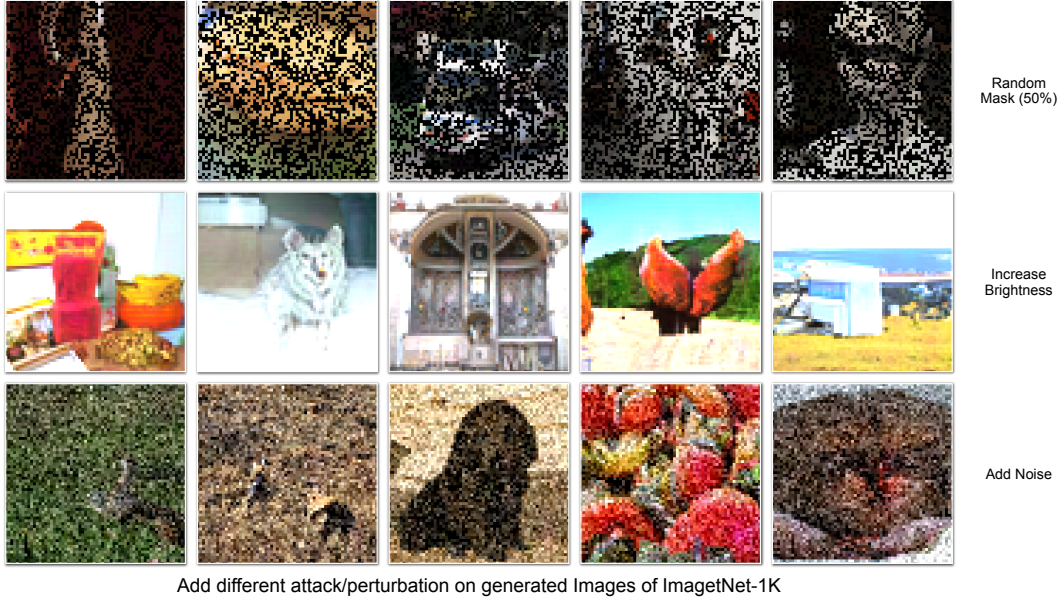 Random
Mask (50%)
Increase
Brightness
Add Noise
Add different attack/perturbation on generated Images of ImagetNet-1K